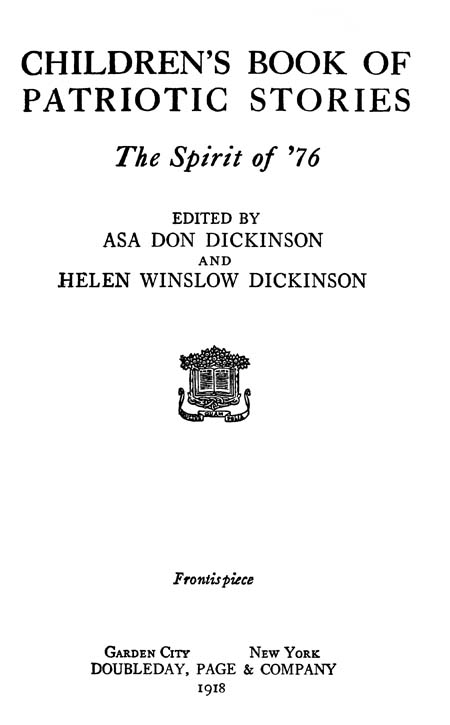 CHILDREN'S BOOK OF
PATRIOTIC STORIES
The Spirit of '76
EDITED BY
ASA DON DICKINSON
AND
HELEN WINSLOW DICKINSON
QUAM
Frontispiece
GARDEN CITY NEW YORK
DOUBLEDAY, PAGE & COMPANY
1918